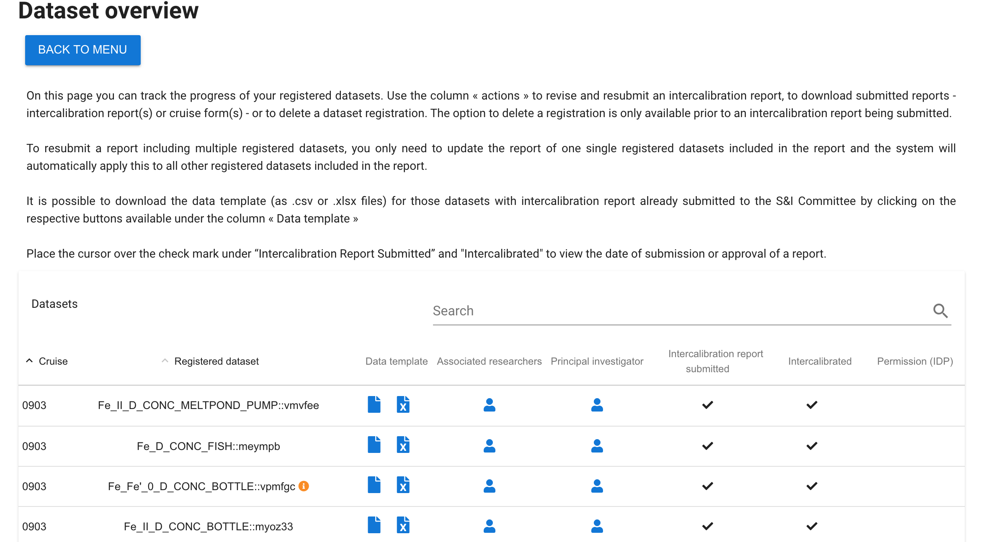 Dataset overview
BACK TO MENU
On this page you can track the progress of your registered datasets. Use the column « actions » to revise and resubmit an intercalibration report, to download submitted reports -
intercalibration report(s) or cruise form(s) - or to delete a dataset registration. The option to delete a registration is only available prior to an intercalibration report being submitted.
To resubmit a report including multiple registered datasets, you only need to update the report of one single registered datasets included in the report and the system will
automatically apply this to all other registered datasets included in the report.
It is possible to download the data template (as .csv or .xlsx files) for those datasets with intercalibration report already submitted to the S&I Committee by clicking on the
respective buttons available under the column « Data template »
Place the cursor over the check mark under “Intercalibration Report Submitted” and "Intercalibrated" to view the date of submission or approval of a report.
Datasets
Search
Cruise Registered dataset Data template Associated researchers Principal investigator Intercalibration report submitted Intercalibrated Permission (IDP)
0903 Fe_II_D_CONC_MELTPOND_PUMP::vmvfee
0903 Fe_D_CONC_FISH::meympb
0903 Fe_Fe'_0_D_CONC_BOTTLE::vpmfgc
0903 Fe_II_D_CONC_BOTTLE::myoz33